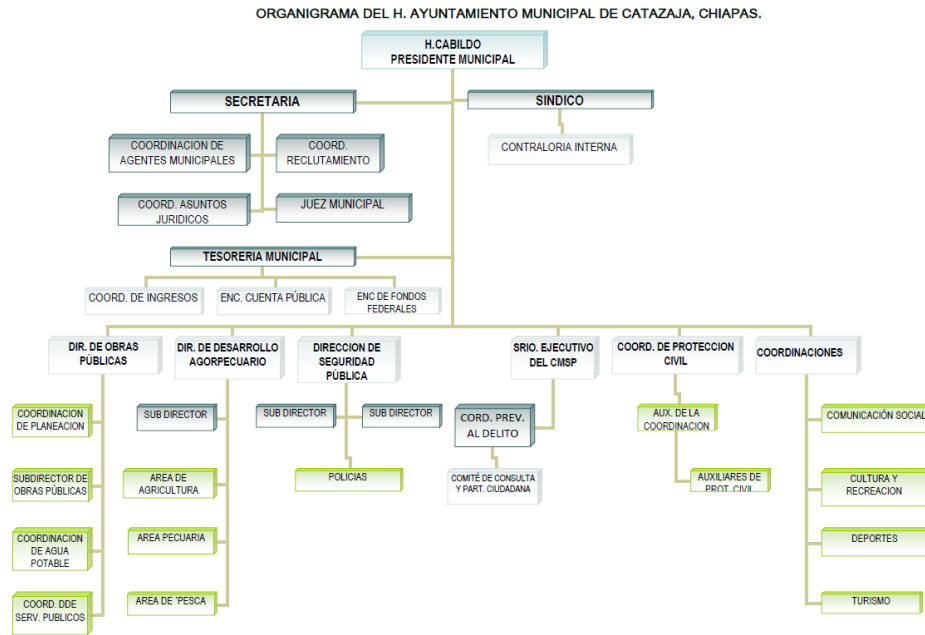 ORGANIGRAMA DEL H. AYUNTAMIENTO MUNICIPAL DE CATAZAJA, CHIAPAS.
H.CABILDO
PRESIDENTE MUNICIPAL
SECRETARIA
SINDICO
COORDINACION DE
AGENTES MUNICIPALES
COORD.
RECLUTAMIENTO
CONTRALORIA INTERNA
COORD. ASUNTOS
JURIDICOS
JUEZ MUNICIPAL
TESORERIA MUNICIPAL
COORD. DE INGRESOS
ENC. CUENTA PÚBLICA
ENC DE FONDOS
FEDERALES
DIR. DE OBRAS
PÚBLICAS
DIR. DE DESARROLLO
AGORPECUARIO
DIRECCION DE
SEGURIDAD
PÚBLICA
SRIO. EJECUTIVO
DEL CMSP
COORD. DE PROTECCION
CIVIL
COORDINACIONES
COORDINACION
DE PLANEACION
SUB DIRECTOR
SUB DIRECTOR
SUB DIRECTOR
CORD. PREV.
AL DELITO
AUX. DE LA
COORDINACION
COMUNICACIÓN SOCIAL
SUBDIRECTOR DE
OBRAS PÚBLICAS
AREA DE
AGRICULTURA
POLICIAS
COMITÉ DE CONSULTA
Y PART. CIUDADANA
AUXILIARES DE
PROT. CIVIL
CULTURA Y
RECREACION
COORDINACION
DE AGUA
POTABLE
AREA PECUARIA
DEPORTES
COORD. DDE
SERV. PUBLICOS
AREA DE 'PESCA
TURISMO